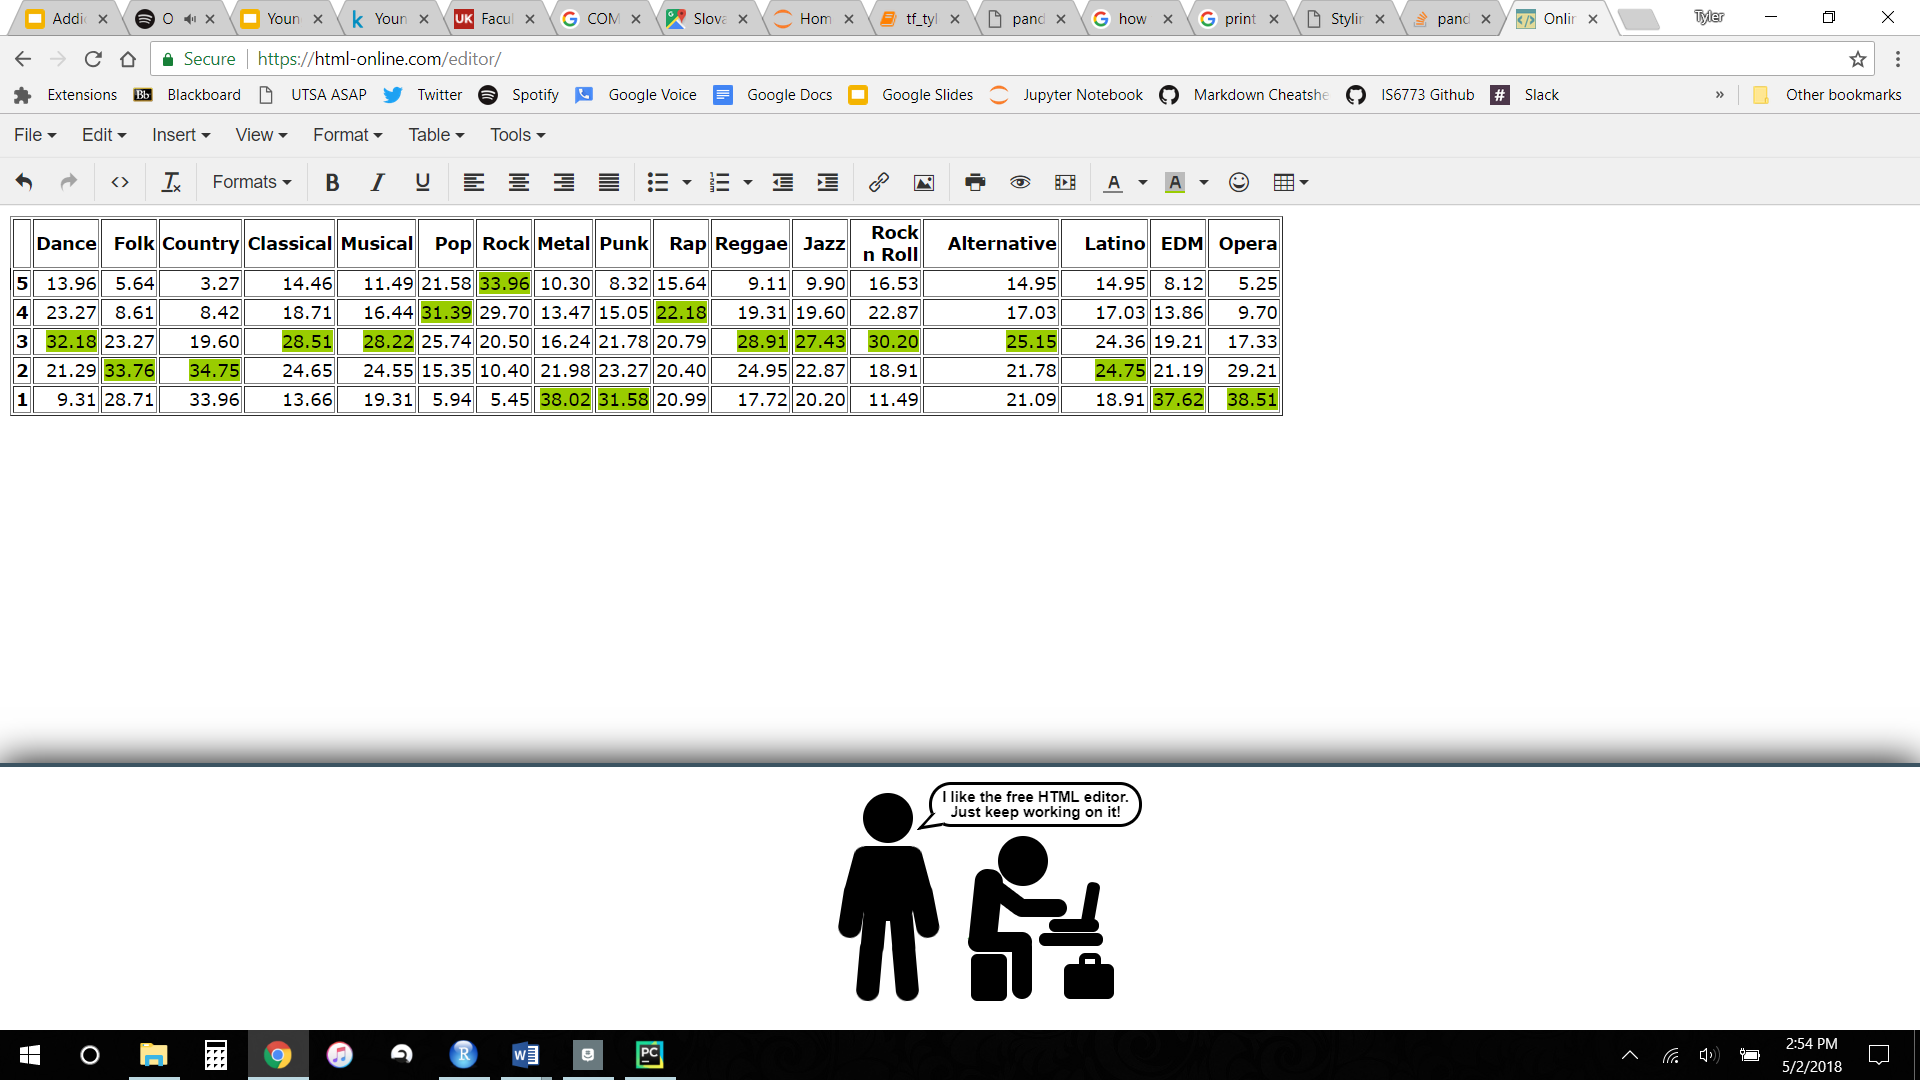 Addi O Youn Youn UK Facul COM Slova Hom tf_tyl pand how print Stylin pand Onlin Tyler
Secure https://html-online.com/editor/
Extensions Bb Blackboard UTSA ASAP Twitter Spotify Google Voice Google Docs Google Slides Jupyter Notebook Markdown Cheatshe IS6773 Github # Slack » Other bookmarks
File Edit Insert View Format Table Tools
Formats B I U A A
Dance Folk Country Classical Musical Pop Rock Metal Punk Rap Reggae Jazz Rock n Roll Alternative Latino EDM Opera
5 13.96 5.64 3.27 14.46 11.49 21.58 33.96 10.30 8.32 15.64 9.11 9.90 16.53 14.95 14.95 8.12 5.25
4 23.27 8.61 8.42 18.71 16.44 31.39 29.70 13.47 15.05 22.18 19.31 19.60 22.87 17.03 17.03 13.86 9.70
3 32.18 23.27 19.60 28.51 28.22 25.74 20.50 16.24 21.78 20.79 28.91 27.43 30.20 25.15 24.36 19.21 17.33
2 21.29 33.76 34.75 24.65 24.55 15.35 10.40 21.98 23.27 20.40 24.95 22.87 18.91 21.78 24.75 21.19 29.21
1 9.31 28.71 33.96 13.66 19.31 5.94 5.45 38.02 31.58 20.99 17.72 20.20 11.49 21.09 18.91 37.62 38.51
I like the free HTML editor.
Just keep working on it!
R W PC
2:54 PM
5/2/2018